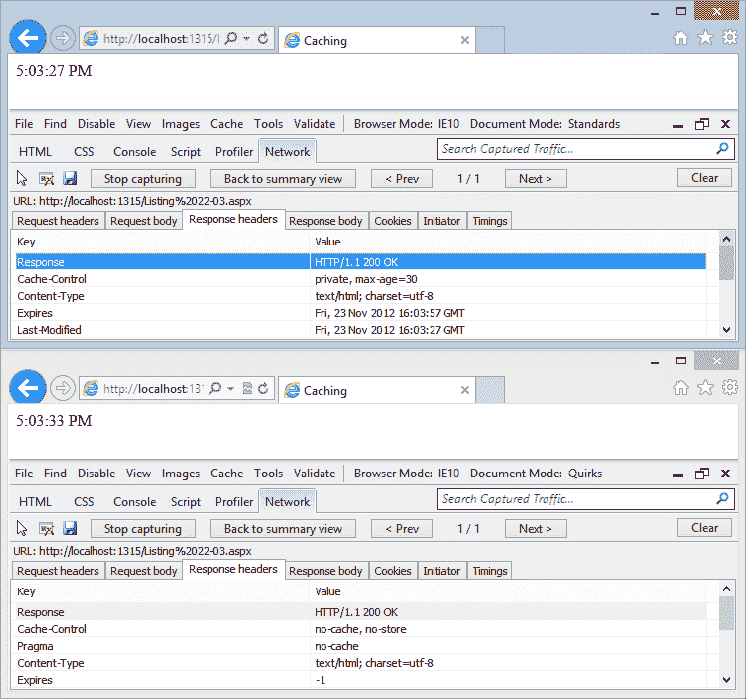 http://localhost:1315/l
Caching
5:03:27 PM
File Find Disable View Images Cache Tools Validate Browser Mode: IE10 Document Mode: Standards
HTML CSS Console Script Profiler Network Search Captured Traffic...
Stop capturing Back to summary view < Prev 1 / 1 Next > Clear
URL: http://localhost:1315/Listing%2022-03.aspx
Request headers Request body Response headers Response body Cookies Initiator Timings
Key Value
Response HTTP/1.1 200 OK
Cache-Control private, max-age=30
Content-Type text/html; charset=utf-8
Expires Fri, 23 Nov 2012 16:03:57 GMT
Last-Modified Fri, 23 Nov 2012 16:03:27 GMT
http://localhost:131
Caching
5:03:33 PM
File Find Disable View Images Cache Tools Validate Browser Mode: IE10 Document Mode: Quirks
HTML CSS Console Script Profiler Network Search Captured Traffic...
Stop capturing Back to summary view < Prev 1 / 1 Next > Clear
URL: http://localhost:1315/Listing%2022-03.aspx
Request headers Request body Response headers Response body Cookies Initiator Timings
Key Value
Response HTTP/1.1 200 OK
Cache-Control no-cache, no-store
Pragma no-cache
Content-Type text/html; charset=utf-8
Expires -1